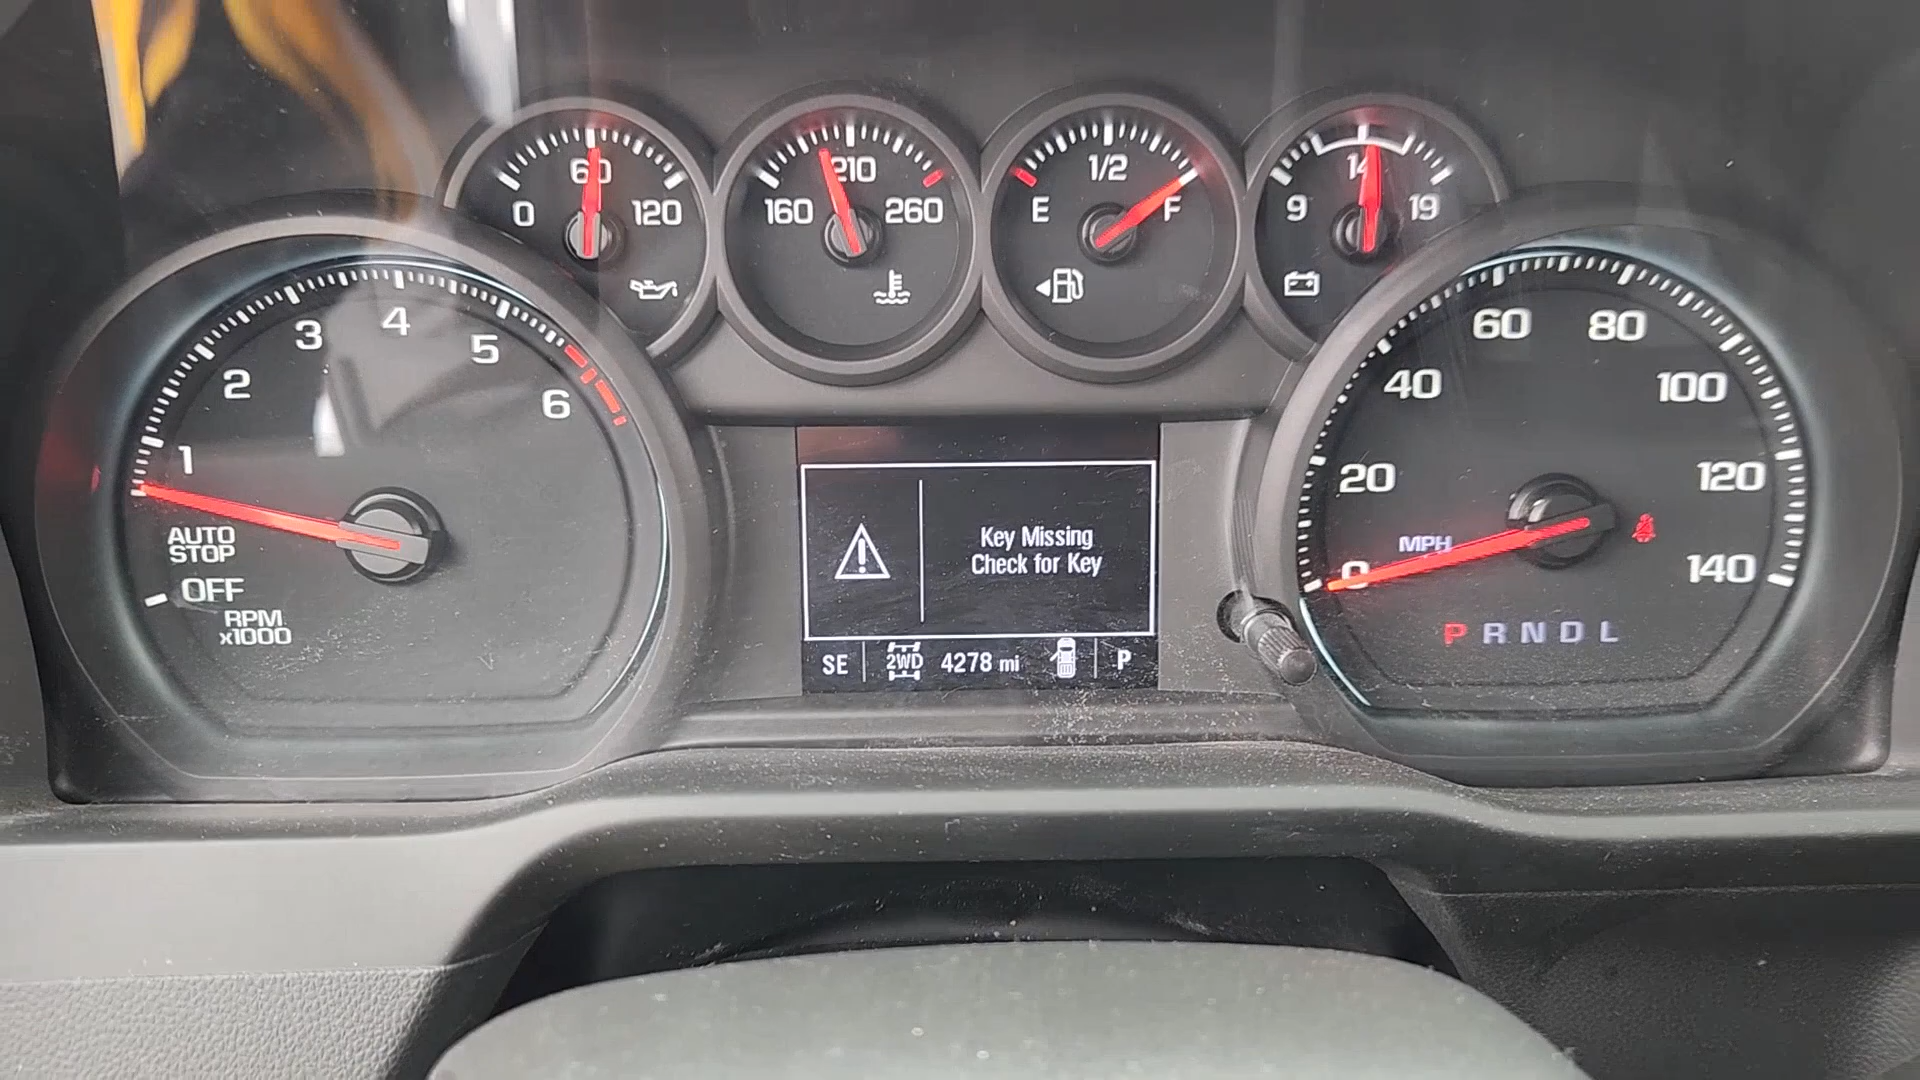 0 60 120
160 210 260
E 1/2 F
9 14 19
1 2 3 4 5 6
AUTO
STOP
OFF
RPM
x1000
Key Missing
Check for Key
SE 2WD 4278 mi P
0 20 40 60 80 100 120 140
MPH
P R N D L